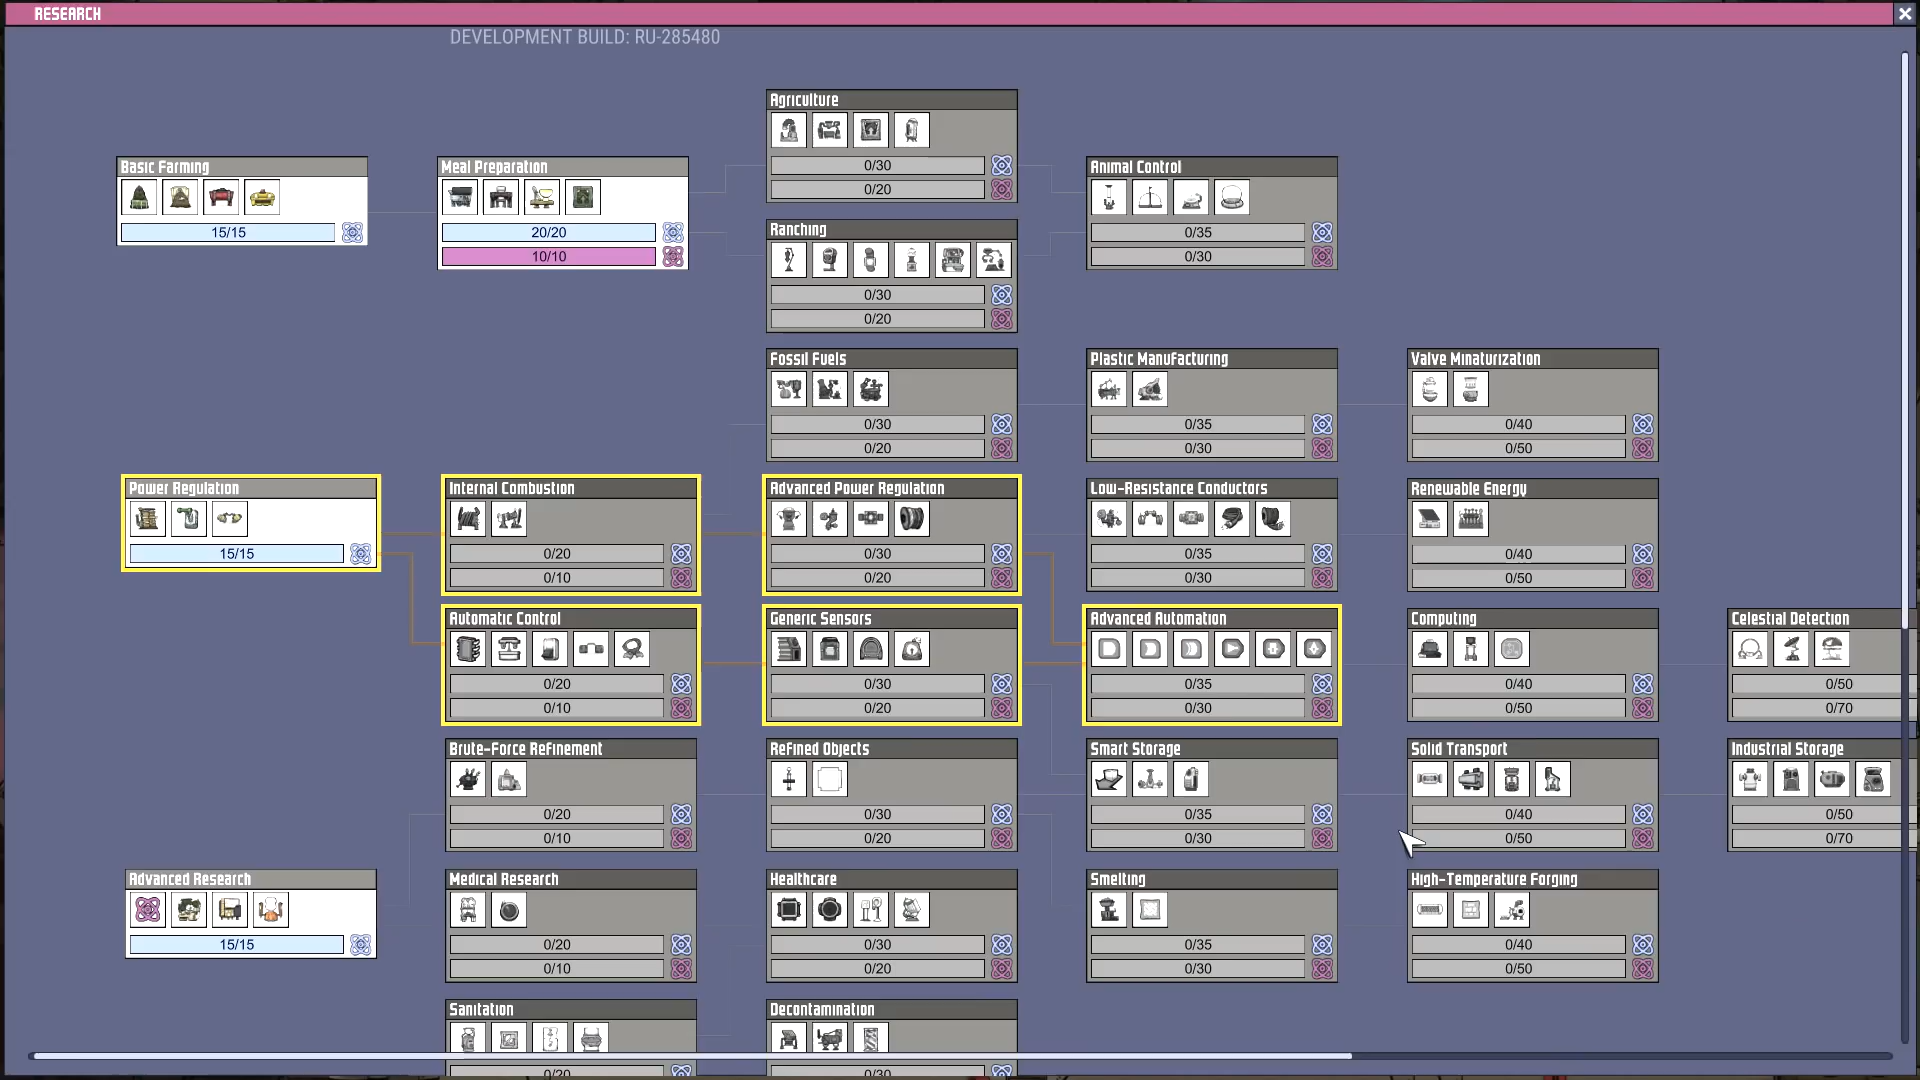 RESEARCH
DEVELOPMENT BUILD: RU-285480
Agriculture
0/30
0/20
Basic Farming
15/15
Meal Preparation
20/20
10/10
Animal Control
0/35
0/30
Ranching
0/30
0/20
Fossil Fuels
0/30
0/20
Plastic Manufacturing
0/35
0/30
Valve Minaturization
0/40
0/50
Power Regulation
15/15
Internal Combustion
0/20
0/10
Advanced Power Regulation
0/30
0/20
Low-Resistance Conductors
0/35
0/30
Renewable Energy
0/40
0/50
Automatic Control
0/20
0/10
Generic Sensors
0/30
0/20
Advanced Automation
0/35
0/30
Computing
0/40
0/50
Celestial Detection
0/50
0/70
Brute-Force Refinement
0/20
0/10
Refined Objects
0/30
0/20
Smart Storage
0/35
0/30
Solid Transport
0/40
0/50
Industrial Storage
0/50
0/70
Advanced Research
15/15
Medical Research
0/20
0/10
Healthcare
0/30
0/20
Smelting
0/35
0/30
High-Temperature Forging
0/40
0/50
Sanitation
0/20
Decontamination
0/30